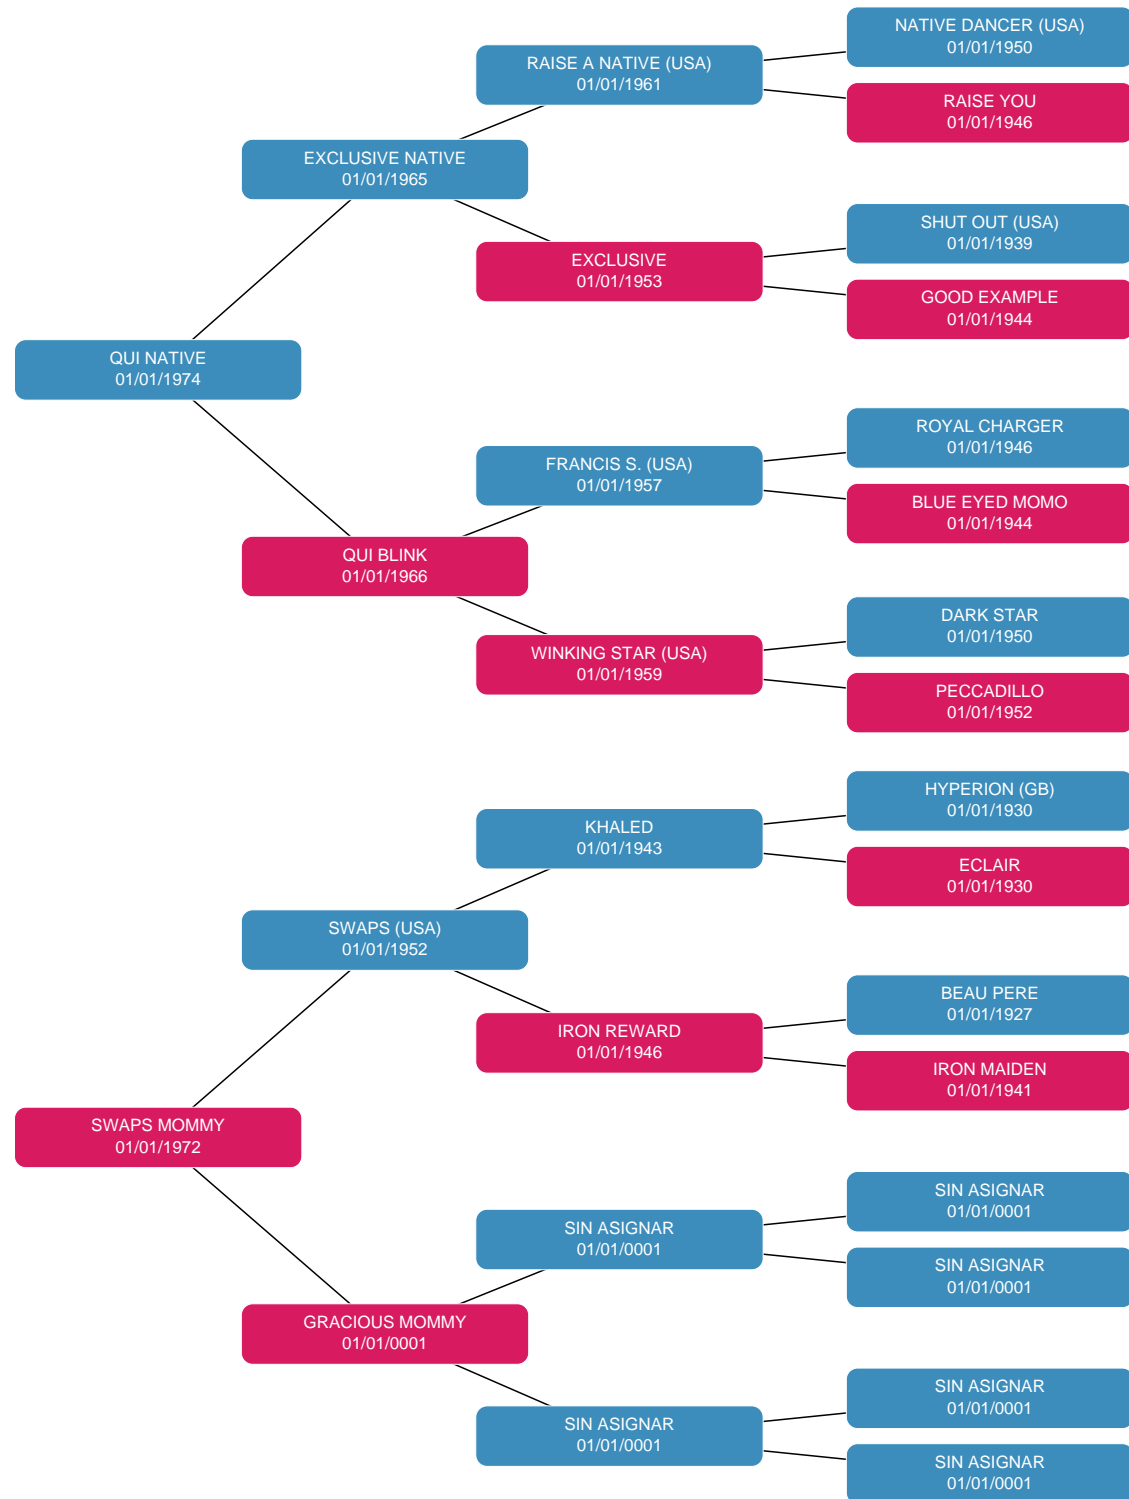 NATIVE DANCER (USA)
01/01/1950
RAISE A NATIVE (USA)
01/01/1961
RAISE YOU
01/01/1946
EXCLUSIVE NATIVE
01/01/1965
SHUT OUT (USA)
01/01/1939
EXCLUSIVE
01/01/1953
GOOD EXAMPLE
01/01/1944
QUI NATIVE
01/01/1974
ROYAL CHARGER
01/01/1946
FRANCIS S. (USA)
01/01/1957
BLUE EYED MOMO
01/01/1944
QUI BLINK
01/01/1966
DARK STAR
01/01/1950
WINKING STAR (USA)
01/01/1959
PECCADILLO
01/01/1952
HYPERION (GB)
01/01/1930
KHALED
01/01/1943
ECLAIR
01/01/1930
SWAPS (USA)
01/01/1952
BEAU PERE
01/01/1927
IRON REWARD
01/01/1946
IRON MAIDEN
01/01/1941
SWAPS MOMMY
01/01/1972
SIN ASIGNAR
01/01/0001
SIN ASIGNAR
01/01/0001
SIN ASIGNAR
01/01/0001
GRACIOUS MOMMY
01/01/0001
SIN ASIGNAR
01/01/0001
SIN ASIGNAR
01/01/0001
SIN ASIGNAR
01/01/0001